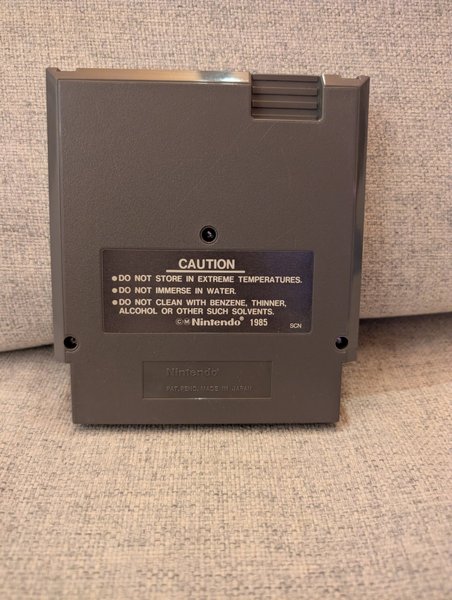 CAUTION
●DO NOT STORE IN EXTREME TEMPERATURES.
●DO NOT IMMERSE IN WATER.
●DO NOT CLEAN WITH BENZENE, THINNER,
ALCOHOL OR OTHER SUCH SOLVENTS.
©Ⓜ Nintendo® 1985 SCN
Nintendo®
PAT. PEND. MADE IN JAPAN